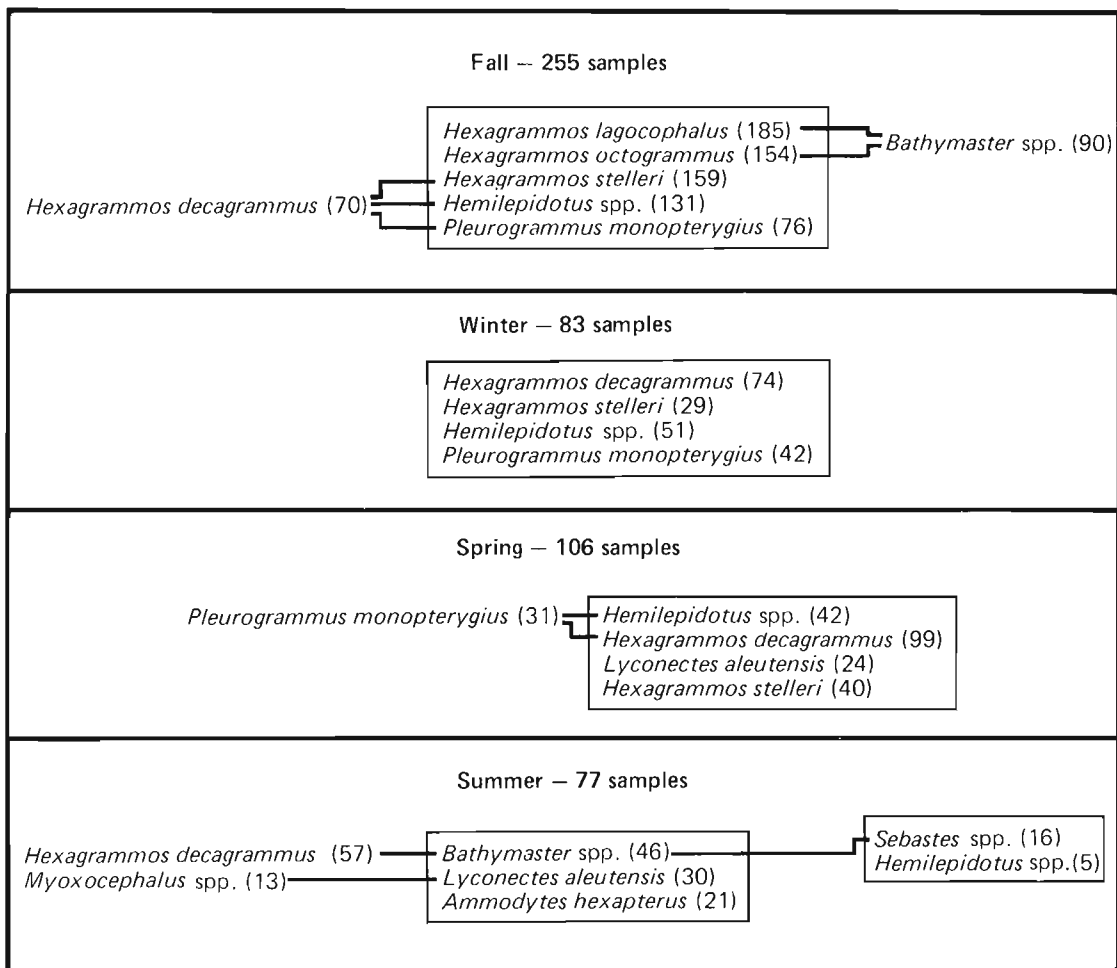 Fall — 255 samples
Hexagrammos lagocophalus (185)
Hexagrammos octogrammus (154)
Bathymaster spp. (90)
Hexagrammos stelleri (159)
Hexagrammos decagrammus (70)
Hemilepidotus spp. (131)
Pleurogrammus monopterygius (76)
Winter — 83 samples
Hexagrammos decagrammus (74)
Hexagrammos stelleri (29)
Hemilepidotus spp. (51)
Pleurogrammus monopterygius (42)
Spring — 106 samples
Pleurogrammus monopterygius (31)
Hemilepidotus spp. (42)
Hexagrammos decagrammus (99)
Lyconectes aleutensis (24)
Hexagrammos stelleri (40)
Summer — 77 samples
Hexagrammos decagrammus (57)
Myoxocephalus spp. (13)
Bathymaster spp. (46)
Lyconectes aleutensis (30)
Ammodytes hexapterus (21)
Sebastes spp. (16)
Hemilepidotus spp.(5)